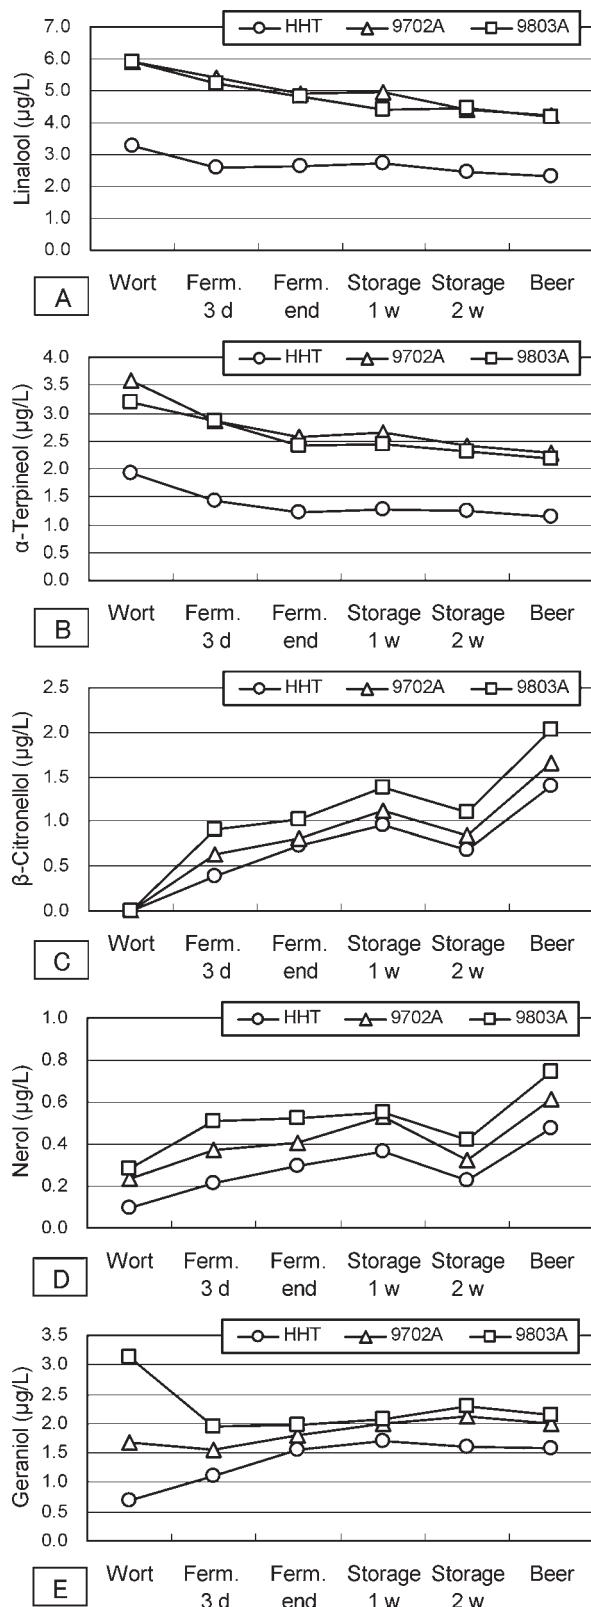 HHT 9702A 9803A
Linalool (µg/L)
7.0
6.0
5.0
4.0
3.0
2.0
1.0
0.0
Wort Ferm. Ferm. Storage Storage Beer
3 d end 1 w 2 w
A
HHT 9702A 9803A
α-Terpineol (µg/L)
4.0
3.5
3.0
2.5
2.0
1.5
1.0
0.5
0.0
Wort Ferm. Ferm. Storage Storage Beer
3 d end 1 w 2 w
B
HHT 9702A 9803A
β-Citronellol (µg/L)
2.5
2.0
1.5
1.0
0.5
0.0
Wort Ferm. Ferm. Storage Storage Beer
3 d end 1 w 2 w
C
HHT 9702A 9803A
Nerol (µg/L)
1.0
0.8
0.6
0.4
0.2
0.0
Wort Ferm. Ferm. Storage Storage Beer
3 d end 1 w 2 w
D
HHT 9702A 9803A
Geraniol (µg/L)
3.5
3.0
2.5
2.0
1.5
1.0
0.5
0.0
Wort Ferm. Ferm. Storage Storage Beer
3 d end 1 w 2 w
E